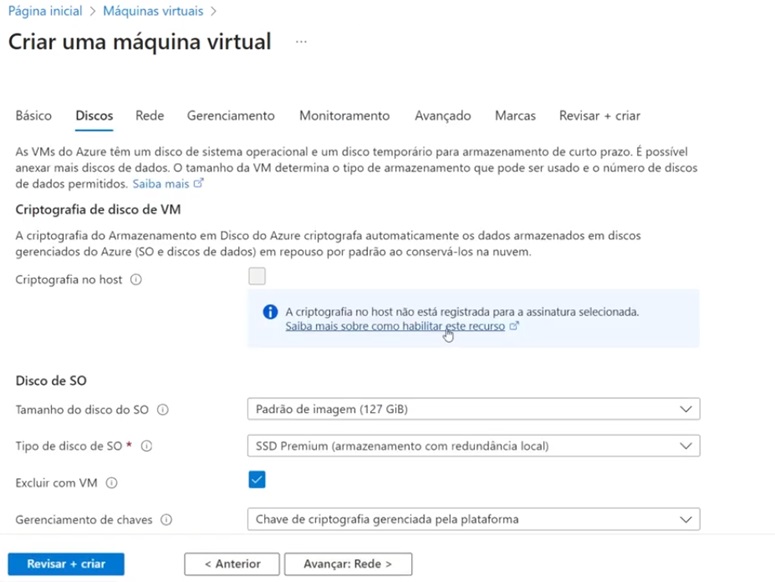 Página inicial > Máquinas virtuais >
Criar uma máquina virtual ...
Básico Discos Rede Gerenciamento Monitoramento Avançado Marcas Revisar + criar
As VMs do Azure têm um disco de sistema operacional e um disco temporário para armazenamento de curto prazo. É possível
anexar mais discos de dados. O tamanho da VM determina o tipo de armazenamento que pode ser usado e o número de discos
de dados permitidos. Saiba mais
Criptografia de disco de VM
A criptografia do Armazenamento em Disco do Azure criptografa automaticamente os dados armazenados em discos
gerenciados do Azure (SO e discos de dados) em repouso por padrão ao conservá-los na nuvem.
Criptografia no host
A criptografia no host não está registrada para a assinatura selecionada.
Saiba mais sobre como habilitar este recurso
Disco de SO
Tamanho do disco do SO Padrão de imagem (127 GiB)
Tipo de disco de SO * SSD Premium (armazenamento com redundância local)
Excluir com VM
Gerenciamento de chaves Chave de criptografia gerenciada pela plataforma
Revisar + criar < Anterior Avançar: Rede >